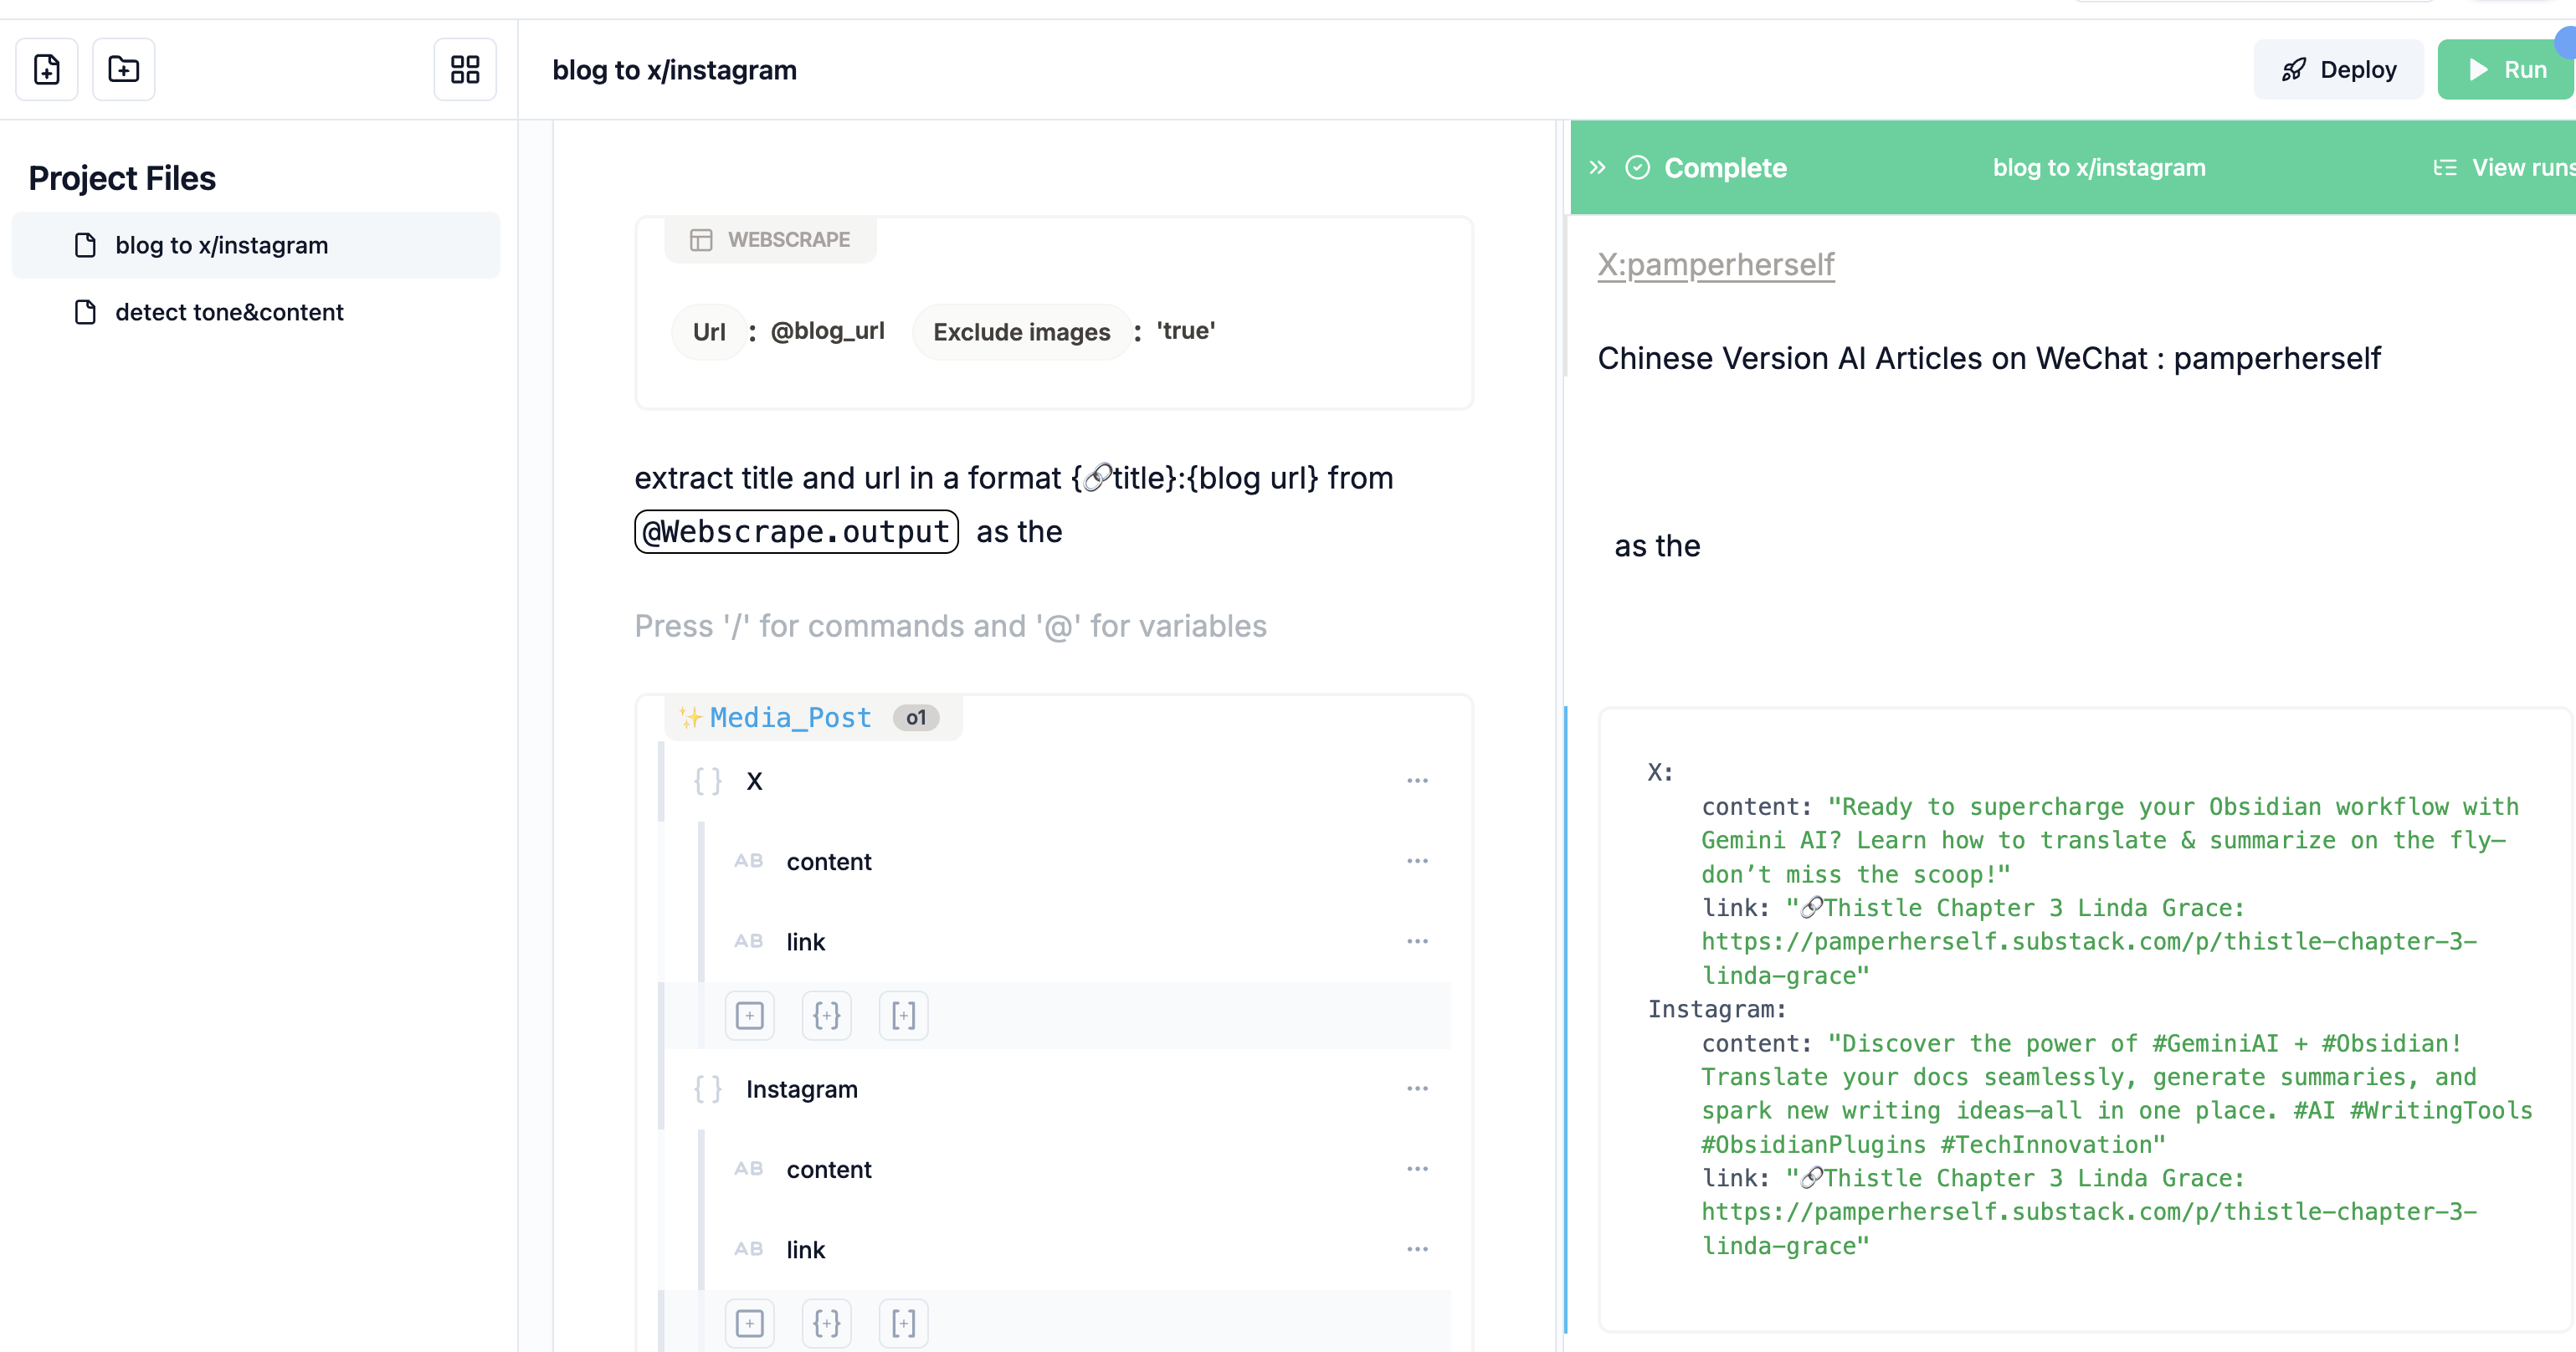 blog to x/instagram
Deploy
Run
Project Files
blog to x/instagram
detect tone&content
WEBSCRAPE
Url : @blog_url Exclude images : 'true'
extract title and url in a format {🔗title}:{blog url} from
@Webscrape.output as the
Press '/' for commands and '@' for variables
✨Media_Post o1
{ } X
AB content
AB link
{ } Instagram
AB content
AB link
Complete
blog to x/instagram
View runs
X:pamperherself
Chinese Version AI Articles on WeChat : pamperherself
as the
X:
content: "Ready to supercharge your Obsidian workflow with
Gemini AI? Learn how to translate & summarize on the fly—
don’t miss the scoop!"
link: "🔗Thistle Chapter 3 Linda Grace:
https://pamperherself.substack.com/p/thistle-chapter-3-
linda-grace"
Instagram:
content: "Discover the power of #GeminiAI + #Obsidian!
Translate your docs seamlessly, generate summaries, and
spark new writing ideas—all in one place. #AI #WritingTools
#ObsidianPlugins #TechInnovation"
link: "🔗Thistle Chapter 3 Linda Grace:
https://pamperherself.substack.com/p/thistle-chapter-3-
linda-grace"